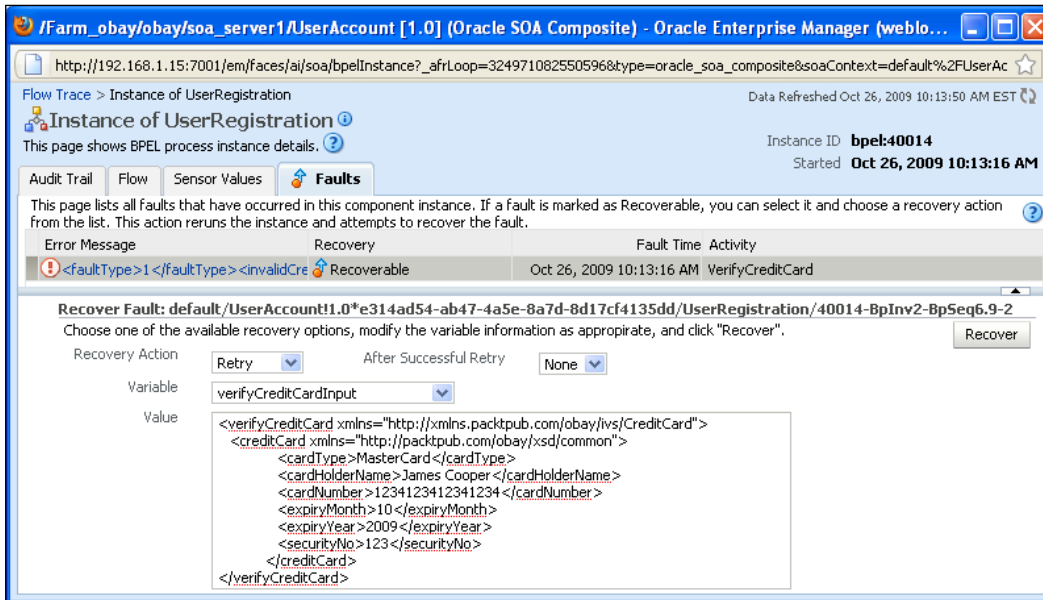 /Farm_obay/obay/soa_server1/UserAccount [1.0] (Oracle SOA Composite) - Oracle Enterprise Manager (weblo...
http://192.168.1.15:7001/em/faces/ai/soa/bpelInstance?_afrLoop=324971082550596&type=oracle_soa_composite&soaContext=default%2FUserAc
Flow Trace > Instance of UserRegistration
Data Refreshed Oct 26, 2009 10:13:50 AM EST
Instance of UserRegistration
This page shows BPEL process instance details.
Instance ID bpel:40014
Started Oct 26, 2009 10:13:16 AM
Audit Trail Flow Sensor Values Faults
This page lists all faults that have occurred in this component instance. If a fault is marked as Recoverable, you can select it and choose a recovery action
from the list. This action reruns the instance and attempts to recover the fault.
Error Message Recovery Fault Time Activity
<faultType>1</faultType><invalidCre Recoverable Oct 26, 2009 10:13:16 AM VerifyCreditCard
Recover Fault: default/UserAccount!1.0*e314ad54-ab47-4a5e-8a7d-8d17cf4135dd/UserRegistration/40014-BpInv2-BpSeq6.9-2
Choose one of the available recovery options, modify the variable information as appropirate, and click "Recover".
Recover
Recovery Action Retry After Successful Retry None
Variable verifyCreditCardInput
Value
<verifyCreditCard xmlns="http://xmlns.packtpub.com/obay/ivs/CreditCard">
<creditCard xmlns="http://packtpub.com/obay/xsd/common">
<cardType>MasterCard</cardType>
<cardHolderName>James Cooper</cardHolderName>
<cardNumber>1234123412341234</cardNumber>
<expiryMonth>10</expiryMonth>
<expiryYear>2009</expiryYear>
<securityNo>123</securityNo>
</creditCard>
</verifyCreditCard>